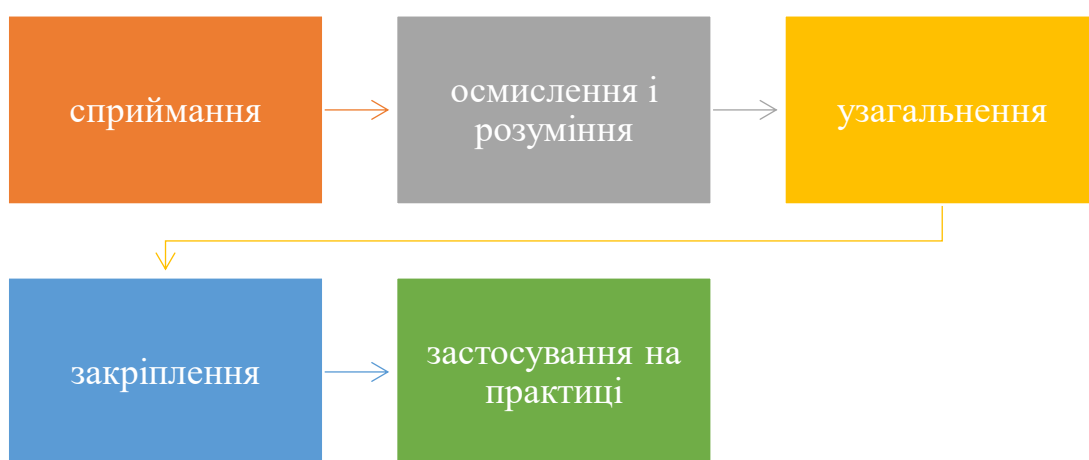 сприймання
осмислення і
розуміння
узагальнення
закріплення
застосування на
практиці